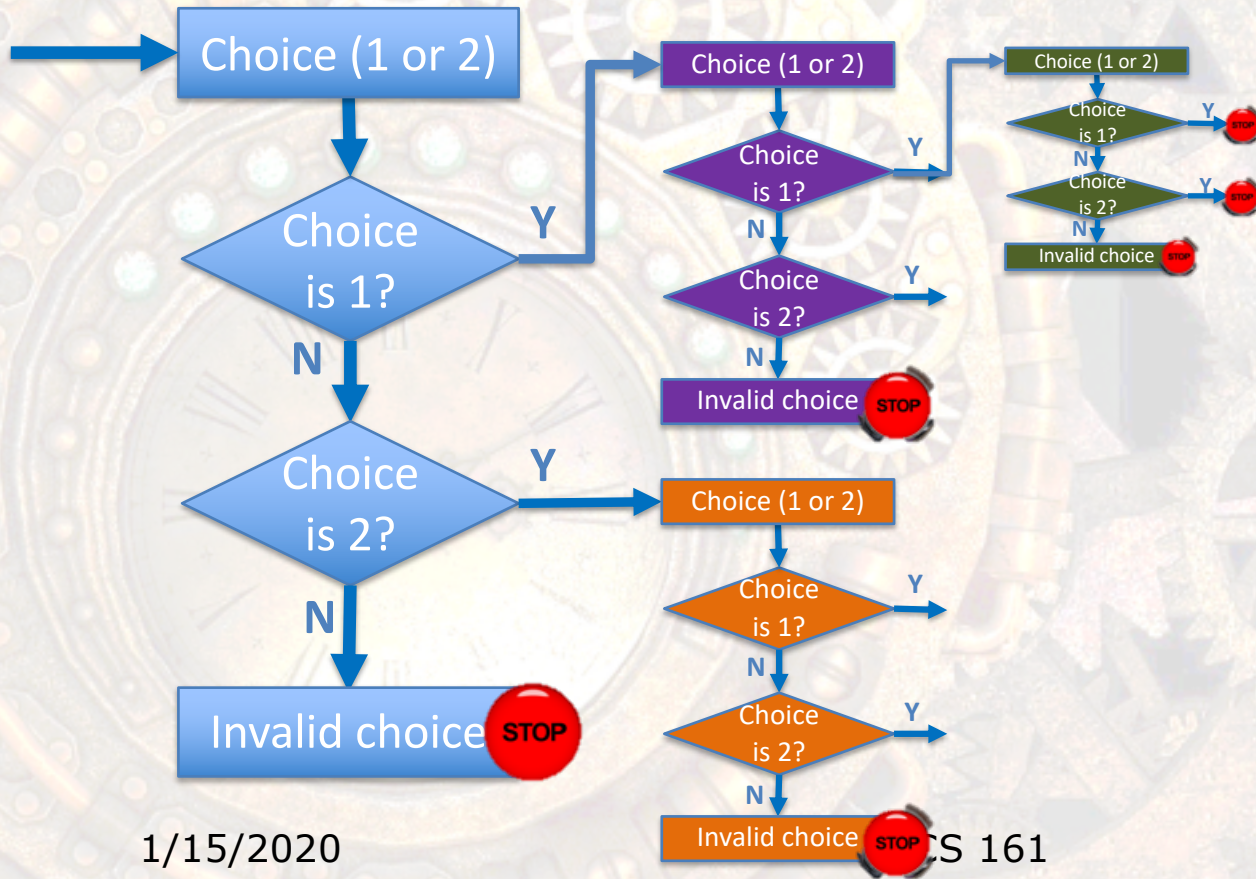 Choice (1 or 2)
Choice
is 1?
Y
N
Choice
is 2?
Y
N
Invalid choice
STOP
Choice (1 or 2)
Choice
is 1?
Y
N
Choice
is 2?
Y
N
Invalid choice
STOP
Choice (1 or 2)
Choice
is 1?
Y
STOP
N
Choice
is 2?
Y
STOP
N
Invalid choice
STOP
Choice (1 or 2)
Choice
is 1?
Y
N
Choice
is 2?
Y
N
Invalid choice
STOP
1/15/2020
CS 161